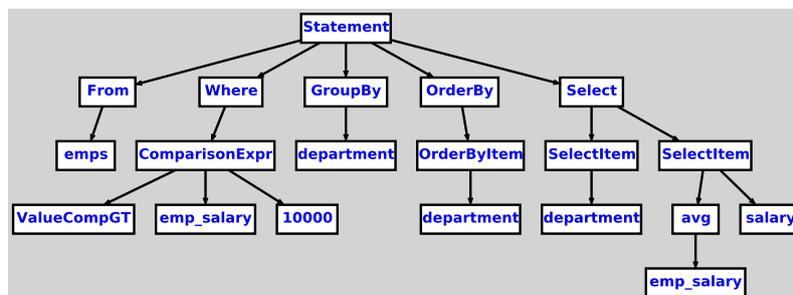 Statement
From Where GroupBy OrderBy Select
emps ComparisonExpr department OrderByItem SelectItem SelectItem
ValueCompGT emp_salary 10000 department department avg salary
emp_salary